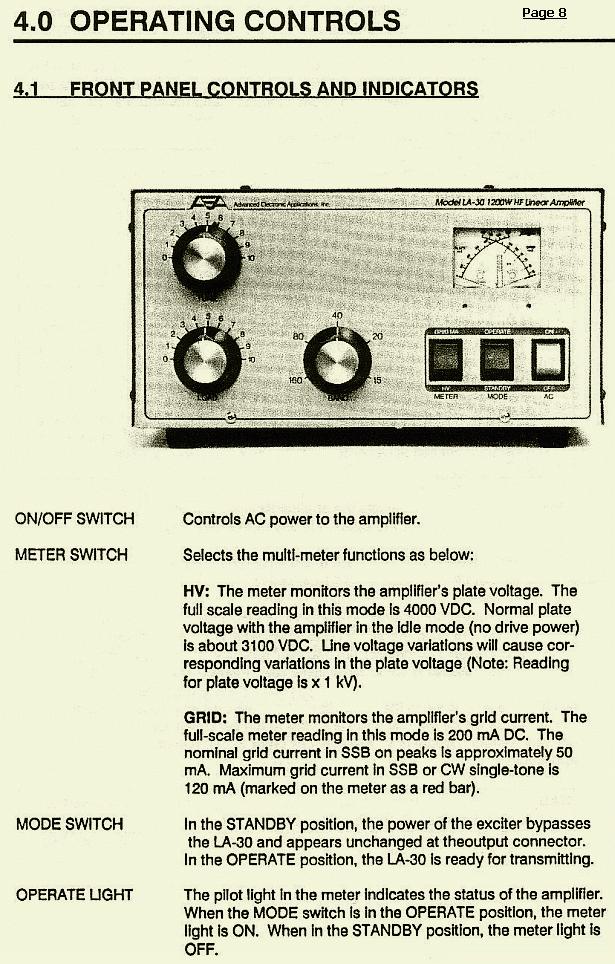 4.0 OPERATING CONTROLS
Page 8
4.1 FRONT PANEL CONTROLS AND INDICATORS
AEA Advanced Electronic Applications, Inc.
Model LA-30 1200W HF Linear Amplifier
0 1 2 3 4 5 6 7 8 9 10
0 1 2 3 4 5 6 7 8 9 10
LOAD
160 80 40 20 15
BAND
GRID MA OPERATE ON
HV STANDBY OFF
METER MODE AC
ON/OFF SWITCH Controls AC power to the amplifier.
METER SWITCH Selects the multi-meter functions as below:
HV: The meter monitors the amplifier's plate voltage. The
full scale reading in this mode is 4000 VDC. Normal plate
voltage with the amplifier in the idle mode (no drive power)
is about 3100 VDC. Line voltage variations will cause cor-
responding variations in the plate voltage (Note: Reading
for plate voltage is x 1 kV).
GRID: The meter monitors the amplifier's grid current. The
full-scale meter reading in this mode is 200 mA DC. The
nominal grid current in SSB on peaks is approximately 50
mA. Maximum grid current in SSB or CW single-tone is
120 mA (marked on the meter as a red bar).
MODE SWITCH In the STANDBY position, the power of the exciter bypasses
the LA-30 and appears unchanged at theoutput connector.
In the OPERATE position, the LA-30 is ready for transmitting.
OPERATE LIGHT The pilot light in the meter indicates the status of the amplifier.
When the MODE switch is in the OPERATE position, the meter
light is ON. When in the STANDBY position, the meter light is
OFF.